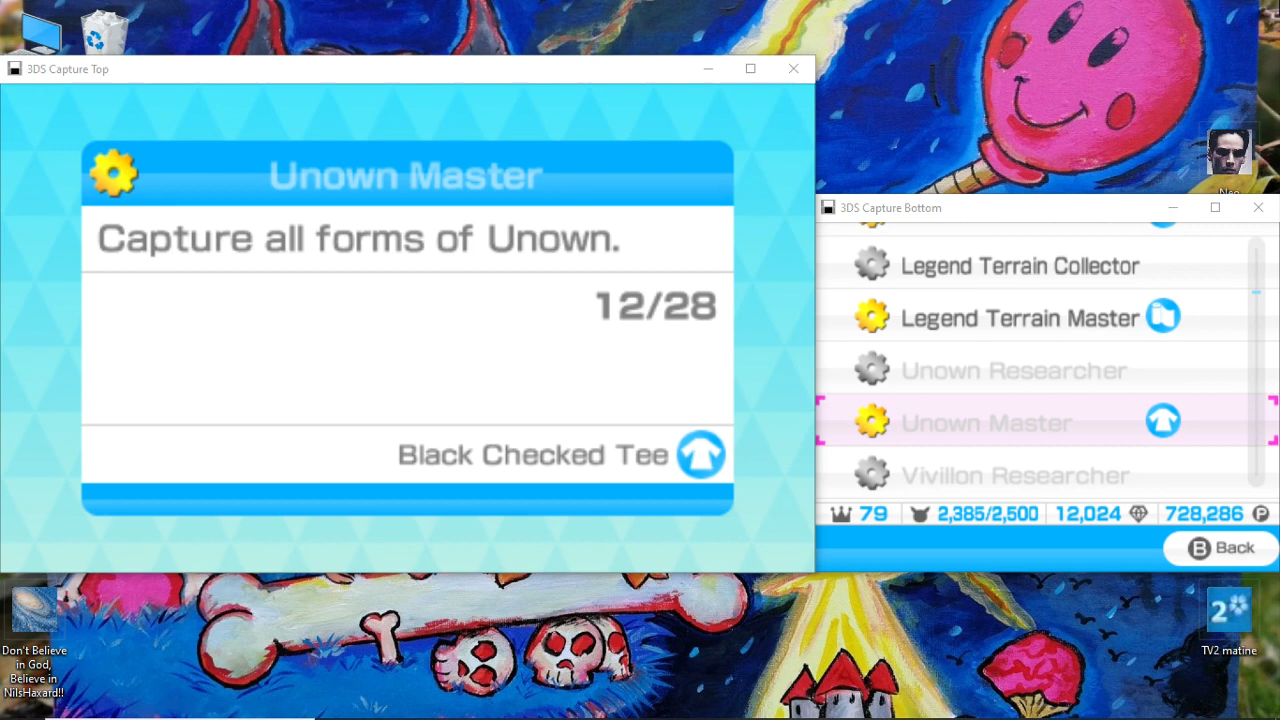 3DS Capture Top
Unown Master
Capture all forms of Unown.
12/28
Black Checked Tee
3DS Capture Bottom
Legend Terrain Collector
Legend Terrain Master
Unown Researcher
Unown Master
Vivillon Researcher
79 2,385/2,500 12,024 728,286 P
B Back
Don't Believe
in God,
Believe in
NilsHaxard!!
2
TV2 matine